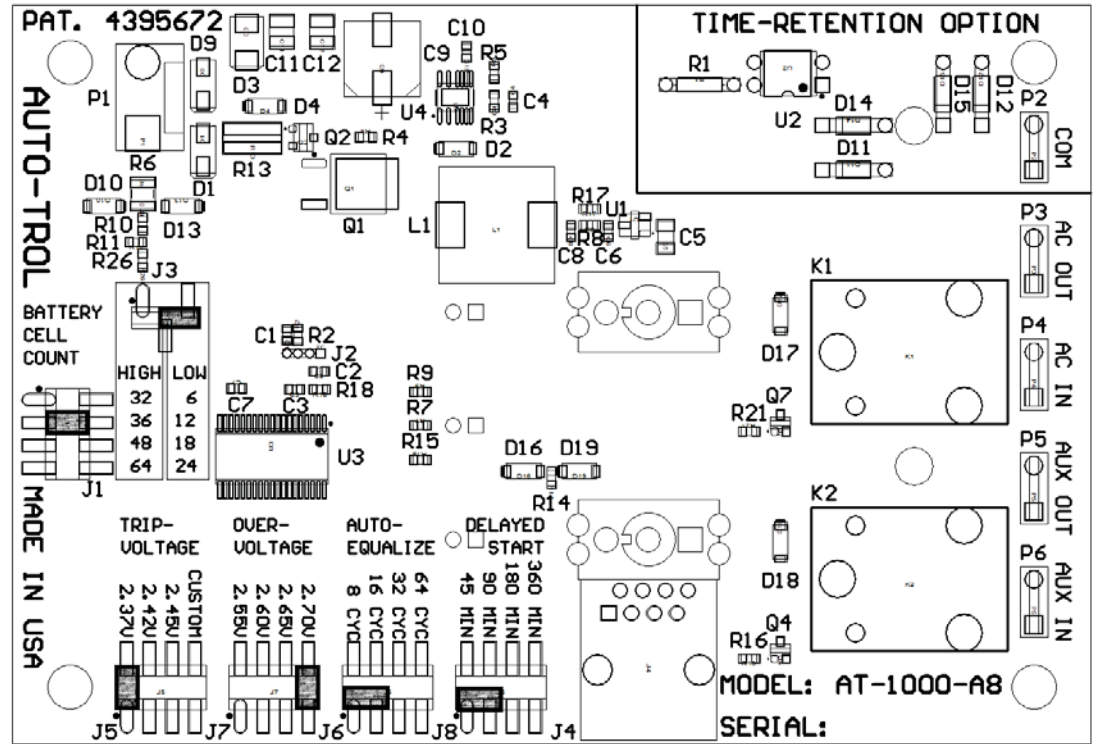 PAT. 4395672
TIME-RETENTION OPTION
AUTO-TROL
MADE IN USA
P1
D9
D3
C11
C12
C10
C9
R5
U4
C4
R3
D4
Q2
R4
D2
R6
D1
R13
Q1
L1
D10
D13
R10
R11
R26
J3
R17
U1
R8
C8
C6
C5
R1
U2
D14
D11
D15
D12
P2
COM
P3
AC OUT
P4
AC IN
P5
AUX OUT
P6
AUX IN
K1
D17
Q7
R21
K2
D18
Q4
R16
BATTERY
CELL
COUNT
HIGH LOW
32 6
36 12
48 18
64 24
J1
C1
R2
J2
C2
R18
C7
C3
U3
R9
R7
R15
D16
D19
R14
TRIP-
VOLTAGE
2.37V
2.42V
2.45V
CUSTOM
J5
OVER-
VOLTAGE
2.55V
2.60V
2.65V
2.70V
J7
AUTO-
EQUALIZE
8 CYC
16 CYC
32 CYC
64 CYC
J6
DELAYED
START
45 MIN
90 MIN
180 MIN
360 MIN
J8
J4
MODEL: AT-1000-A8
SERIAL: